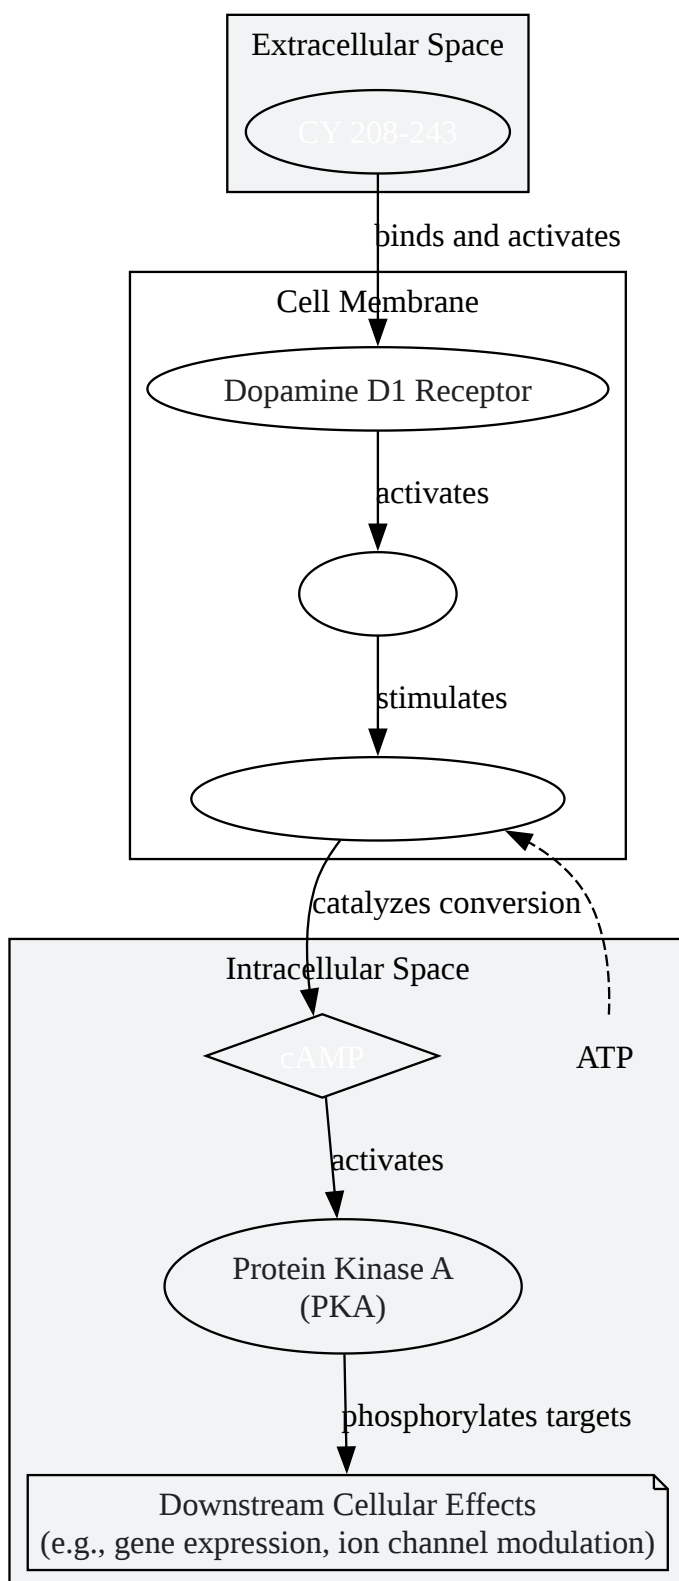 Extracellular Space
CY 208-243
binds and activates
Cell Membrane
Dopamine D1 Receptor
activates
stimulates
catalyzes conversion
Intracellular Space
cAMP
ATP
activates
Protein Kinase A
(PKA)
phosphorylates targets
Downstream Cellular Effects
(e.g., gene expression, ion channel modulation)